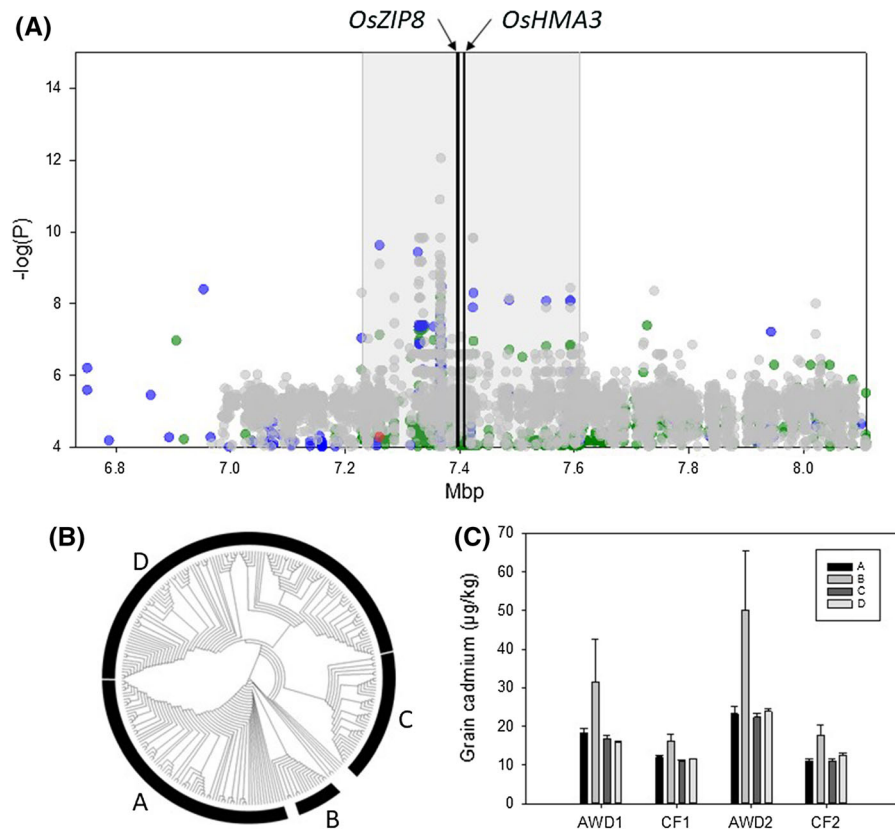 (A)
OsZIP8 OsHMA3
14
12
10
8
6
4
-log(P)
6.8 7.0 7.2 7.4 7.6 7.8 8.0
Mbp
(B)
D
C
A
B
(C)
70
60
50
40
30
20
10
0
Grain cadmium (µg/kg)
A
B
C
D
AWD1 CF1 AWD2 CF2